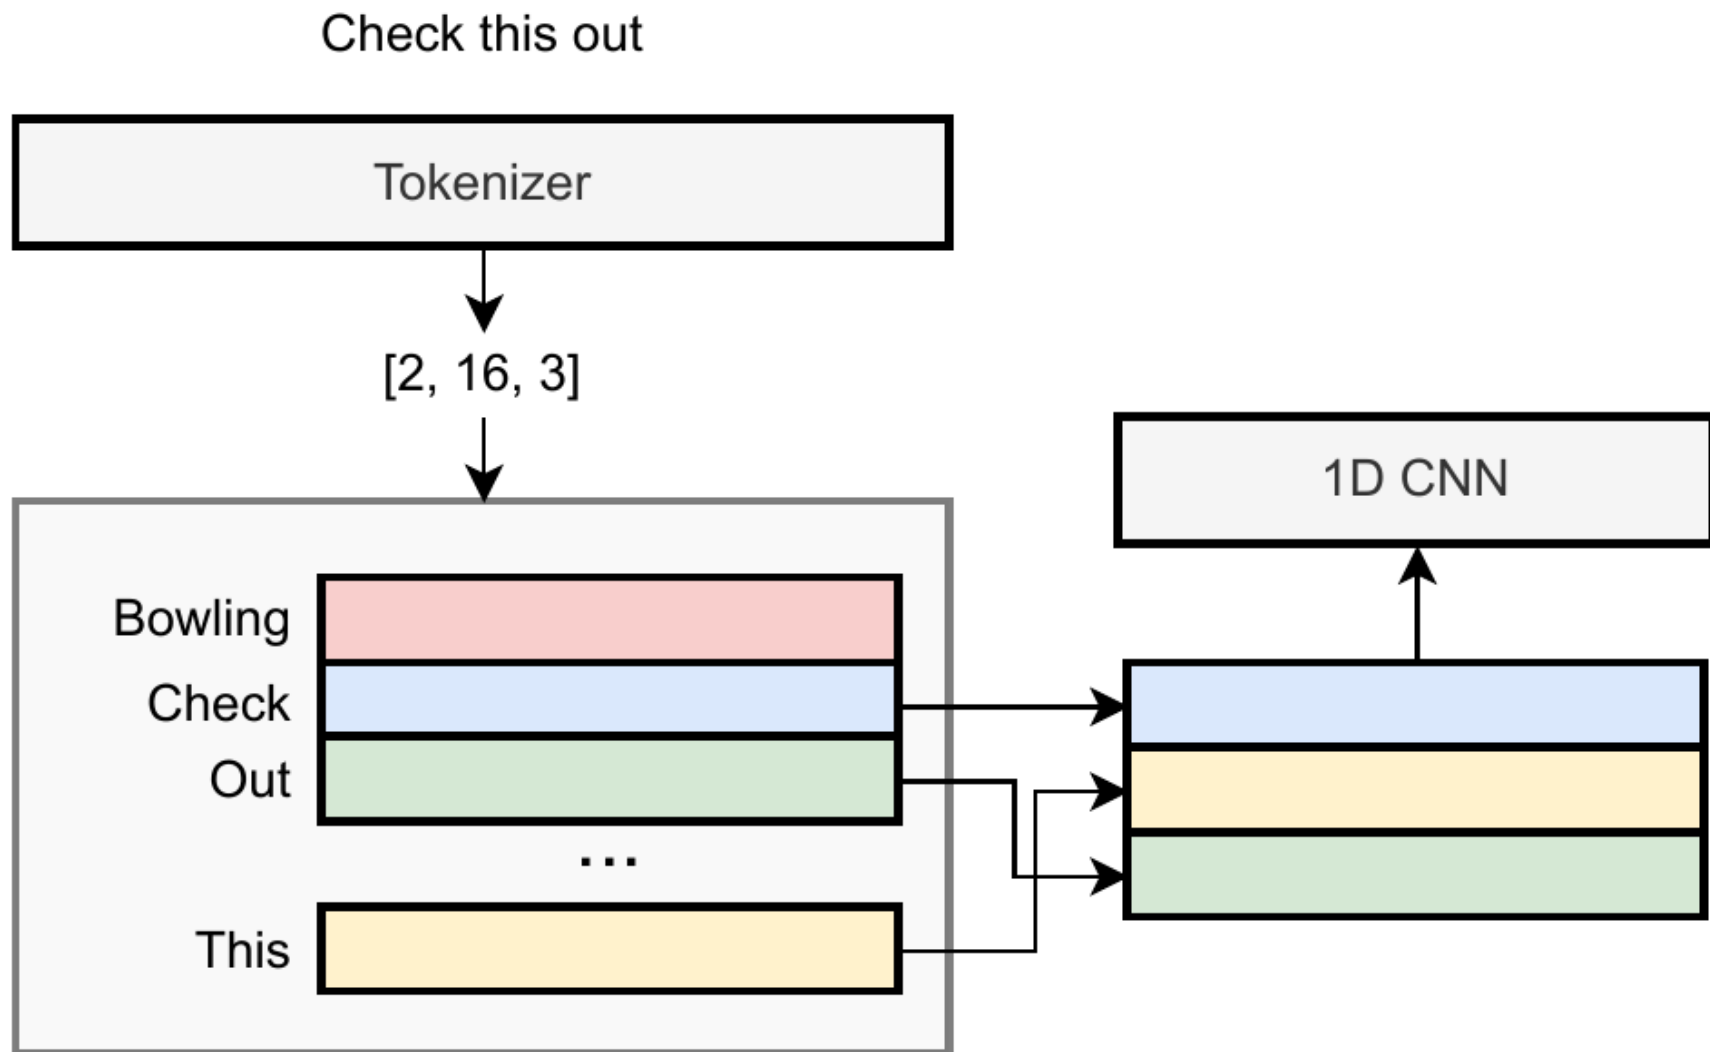 Check this out
Tokenizer
[2, 16, 3]
1D CNN
Bowling
Check
Out
...
This